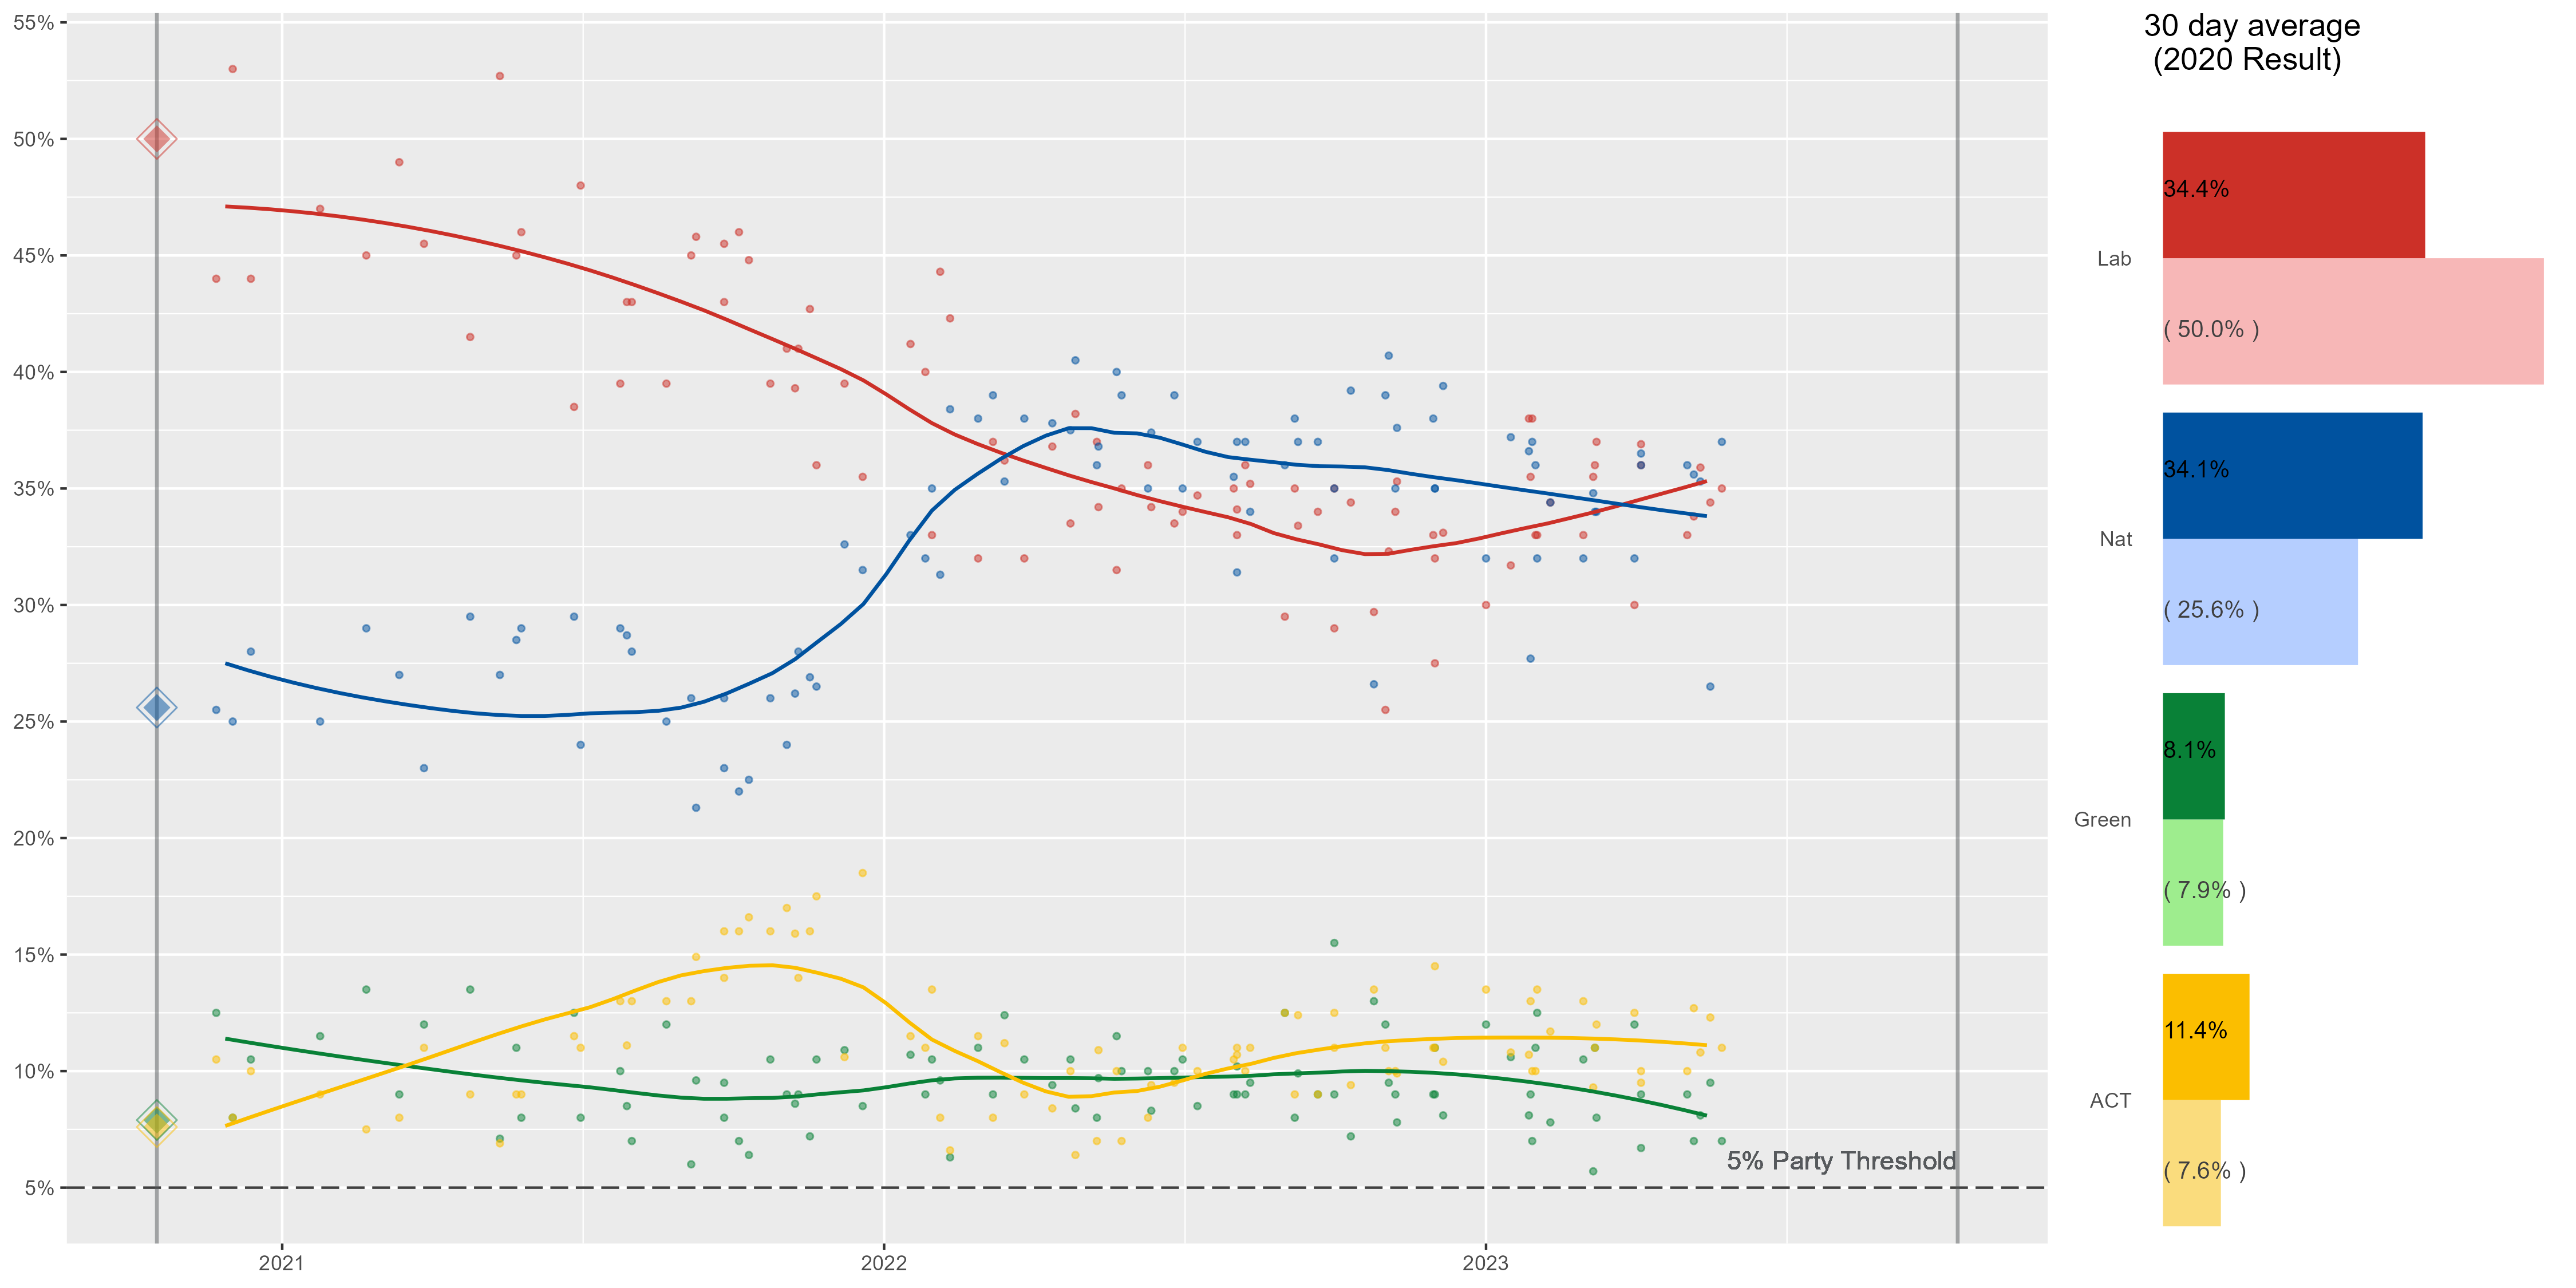 55%
50%
45%
40%
35%
30%
25%
20%
15%
10%
5%
5% Party Threshold
2021
2022
2023
30 day average
(2020 Result)
Lab
34.4%
( 50.0% )
Nat
34.1%
( 25.6% )
Green
8.1%
( 7.9% )
ACT
11.4%
( 7.6% )